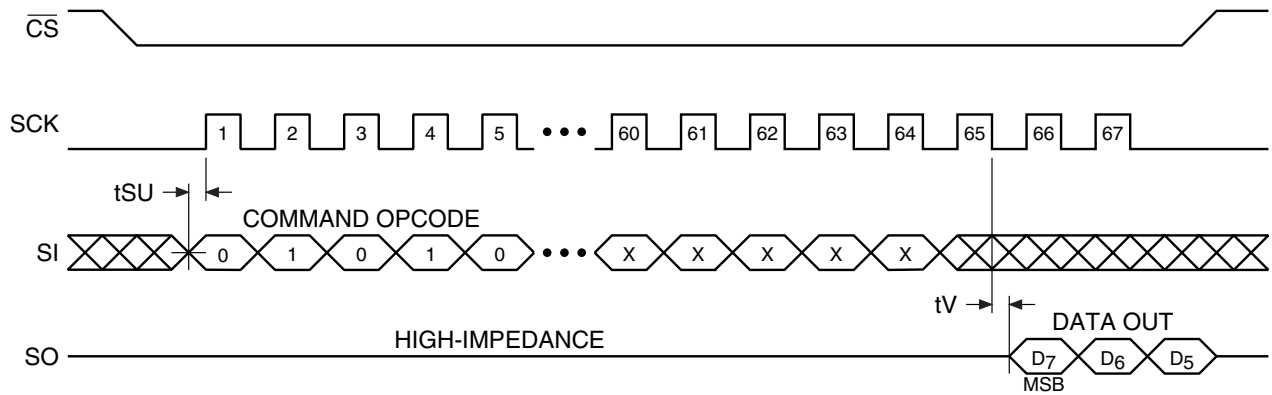 CS
SCK 1 2 3 4 5 ••• 60 61 62 63 64 65 66 67
tSU
COMMAND OPCODE
SI 0 1 0 1 0 ••• X X X X X
tV
DATA OUT
HIGH-IMPEDANCE
SO D7 D6 D5
MSB